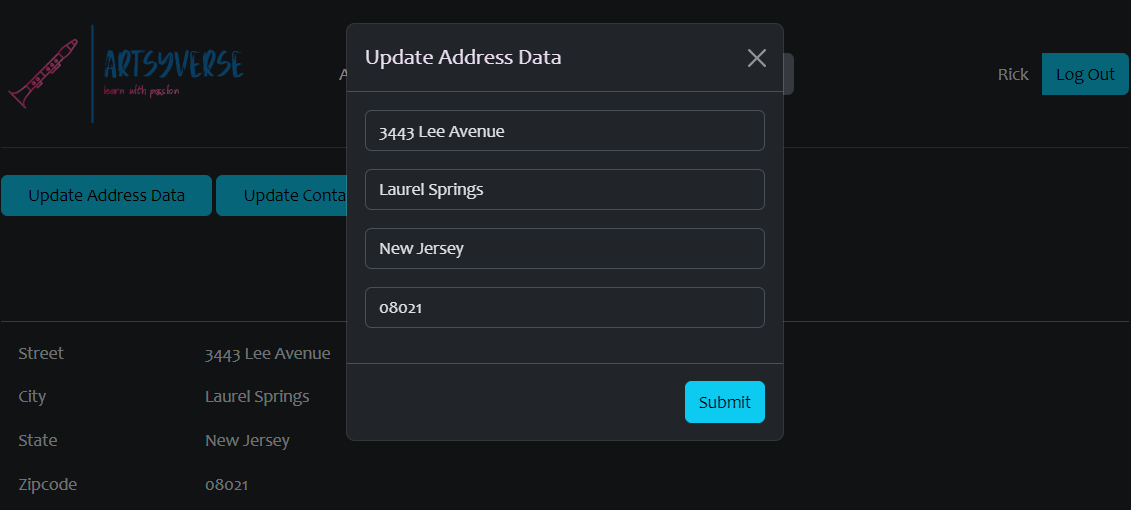 ARTSYVERSE
learn with passion
Rick
Log Out
Update Address Data
Update Conta
Update Address Data
3443 Lee Avenue
Laurel Springs
New Jersey
08021
Submit
Street 3443 Lee Avenue
City Laurel Springs
State New Jersey
Zipcode 08021